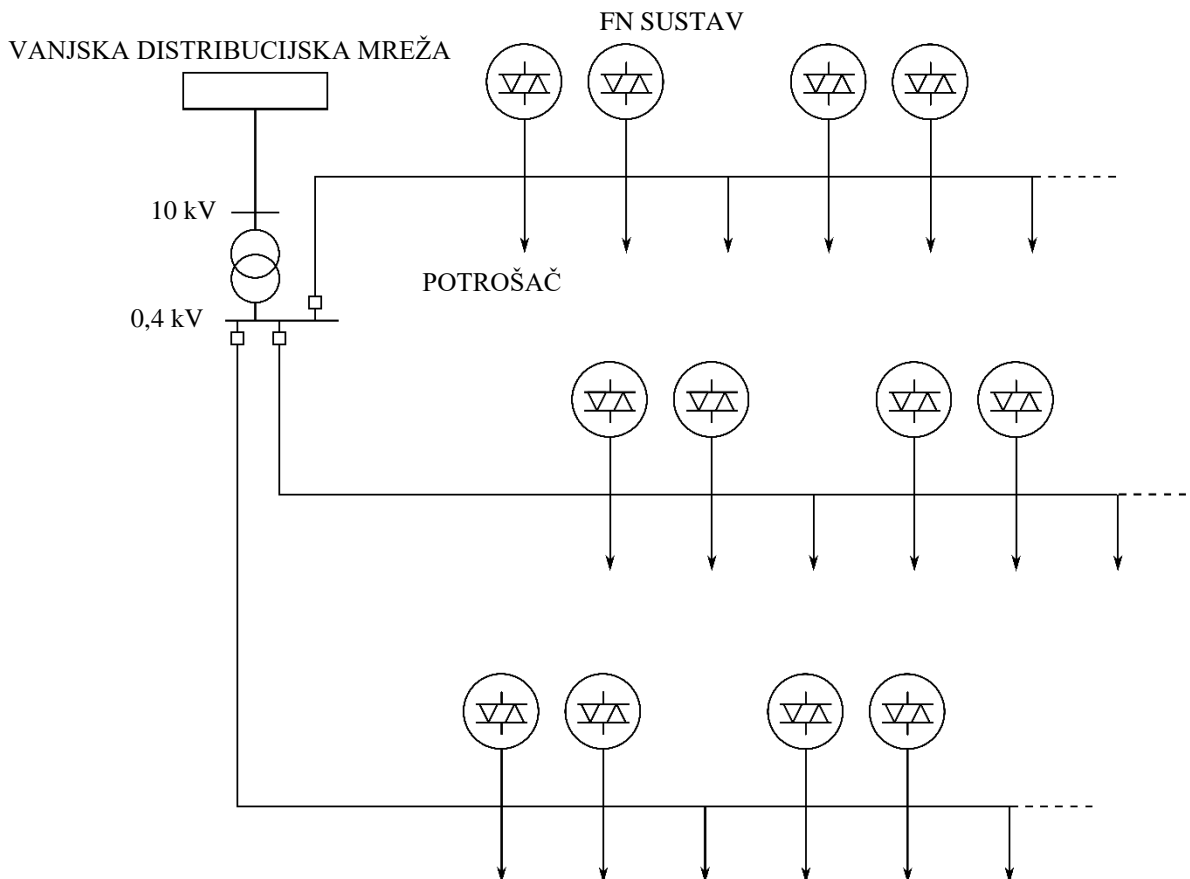 FN SUSTAV
VANJSKA DISTRIBUCIJSKA MREŽA
10 kV
POTROŠAČ
0,4 kV